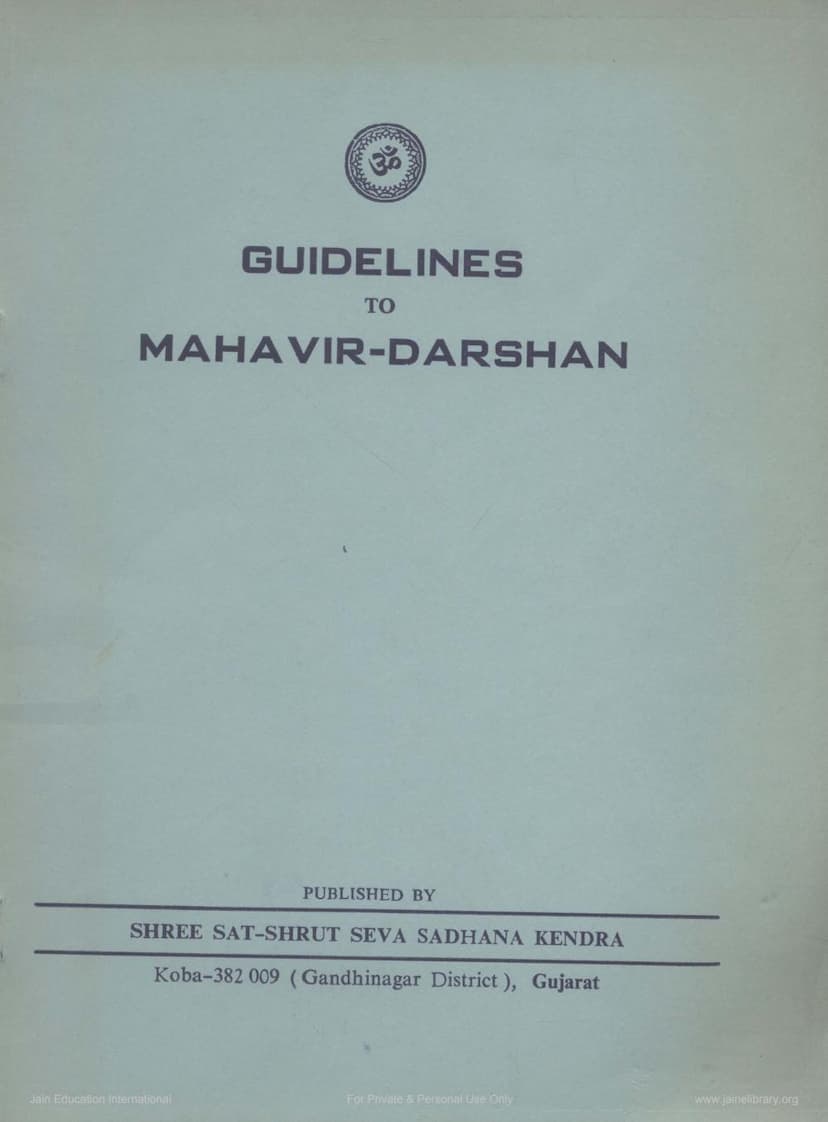 ॐ
GUIDELINES
TO
MAHAVIR-DARSHAN
PUBLISHED BY
SHREE SAT-SHRUT SEVA SADHANA KENDRA
Koba-382 009 ( Gandhinagar District ), Gujarat
Jain Education International For Private & Personal Use Only www.jainelibrary.org